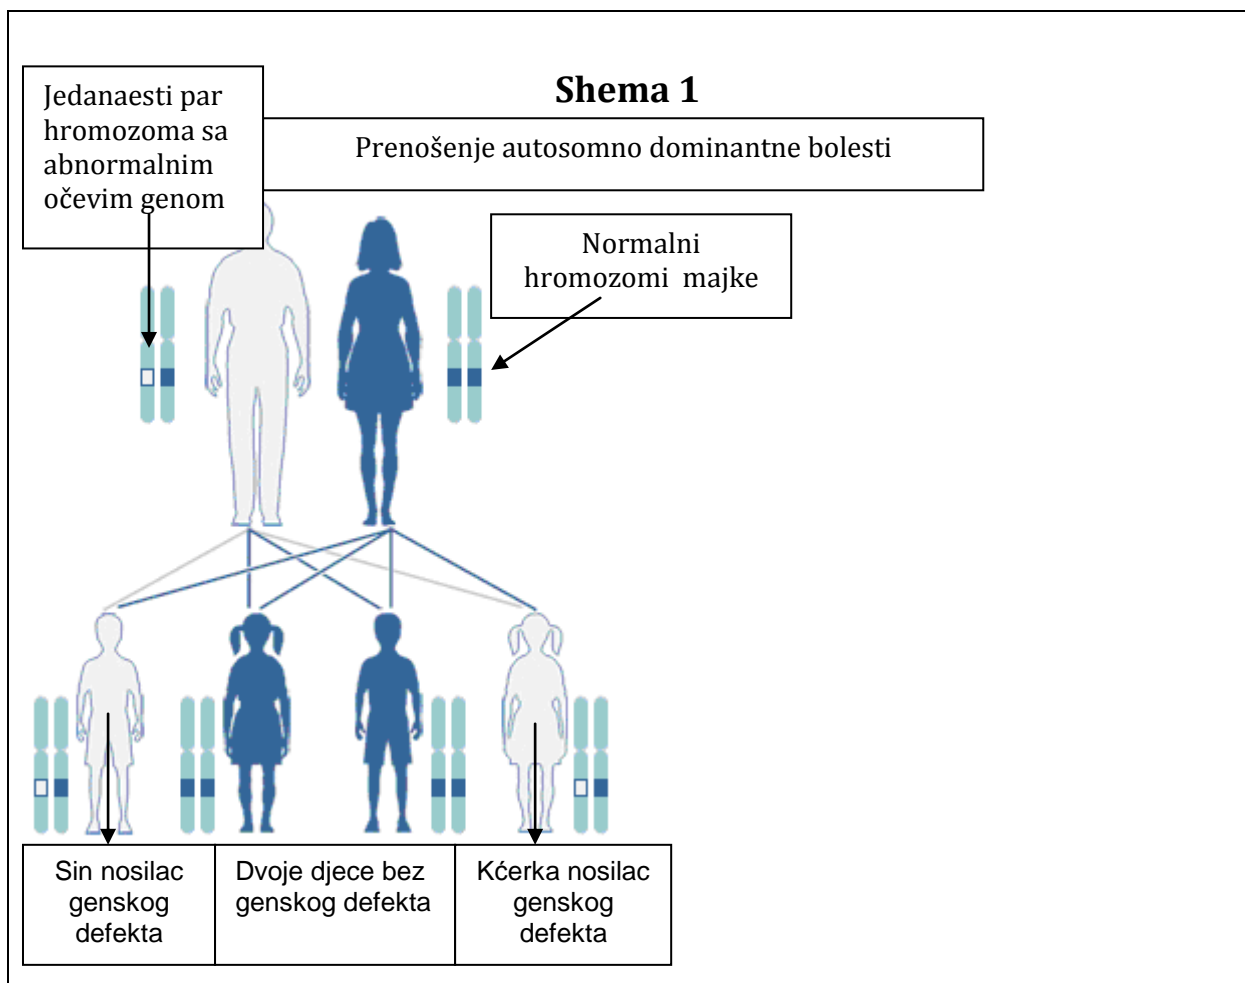 Shema 1
Jedanaesti par
hromozoma sa
abnormalnim
očevim genom
Prenošenje autosomno dominantne bolesti
Normalni
hromozomi majke
Sin nosilac
genskog
defekta
Dvoje djece bez
genskog defekta
Kćerka nosilac
genskog
defekta